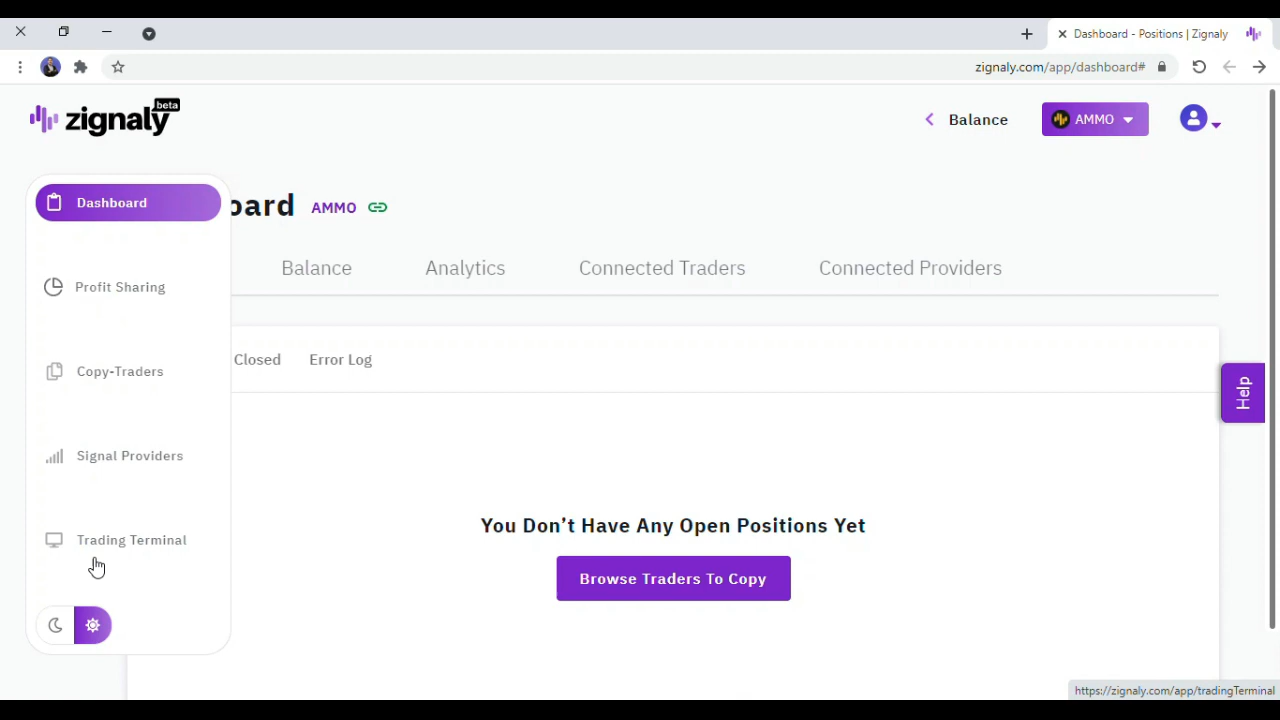 Dashboard - Positions | Zignaly
zignaly.com/app/dashboard#
zignaly beta
Balance
AMMO
Dashboard
oard AMMO
Profit Sharing
Balance
Analytics
Connected Traders
Connected Providers
Closed
Error Log
Copy-Traders
Help
Signal Providers
You Don't Have Any Open Positions Yet
Trading Terminal
Browse Traders To Copy
https://zignaly.com/app/tradingTerminal